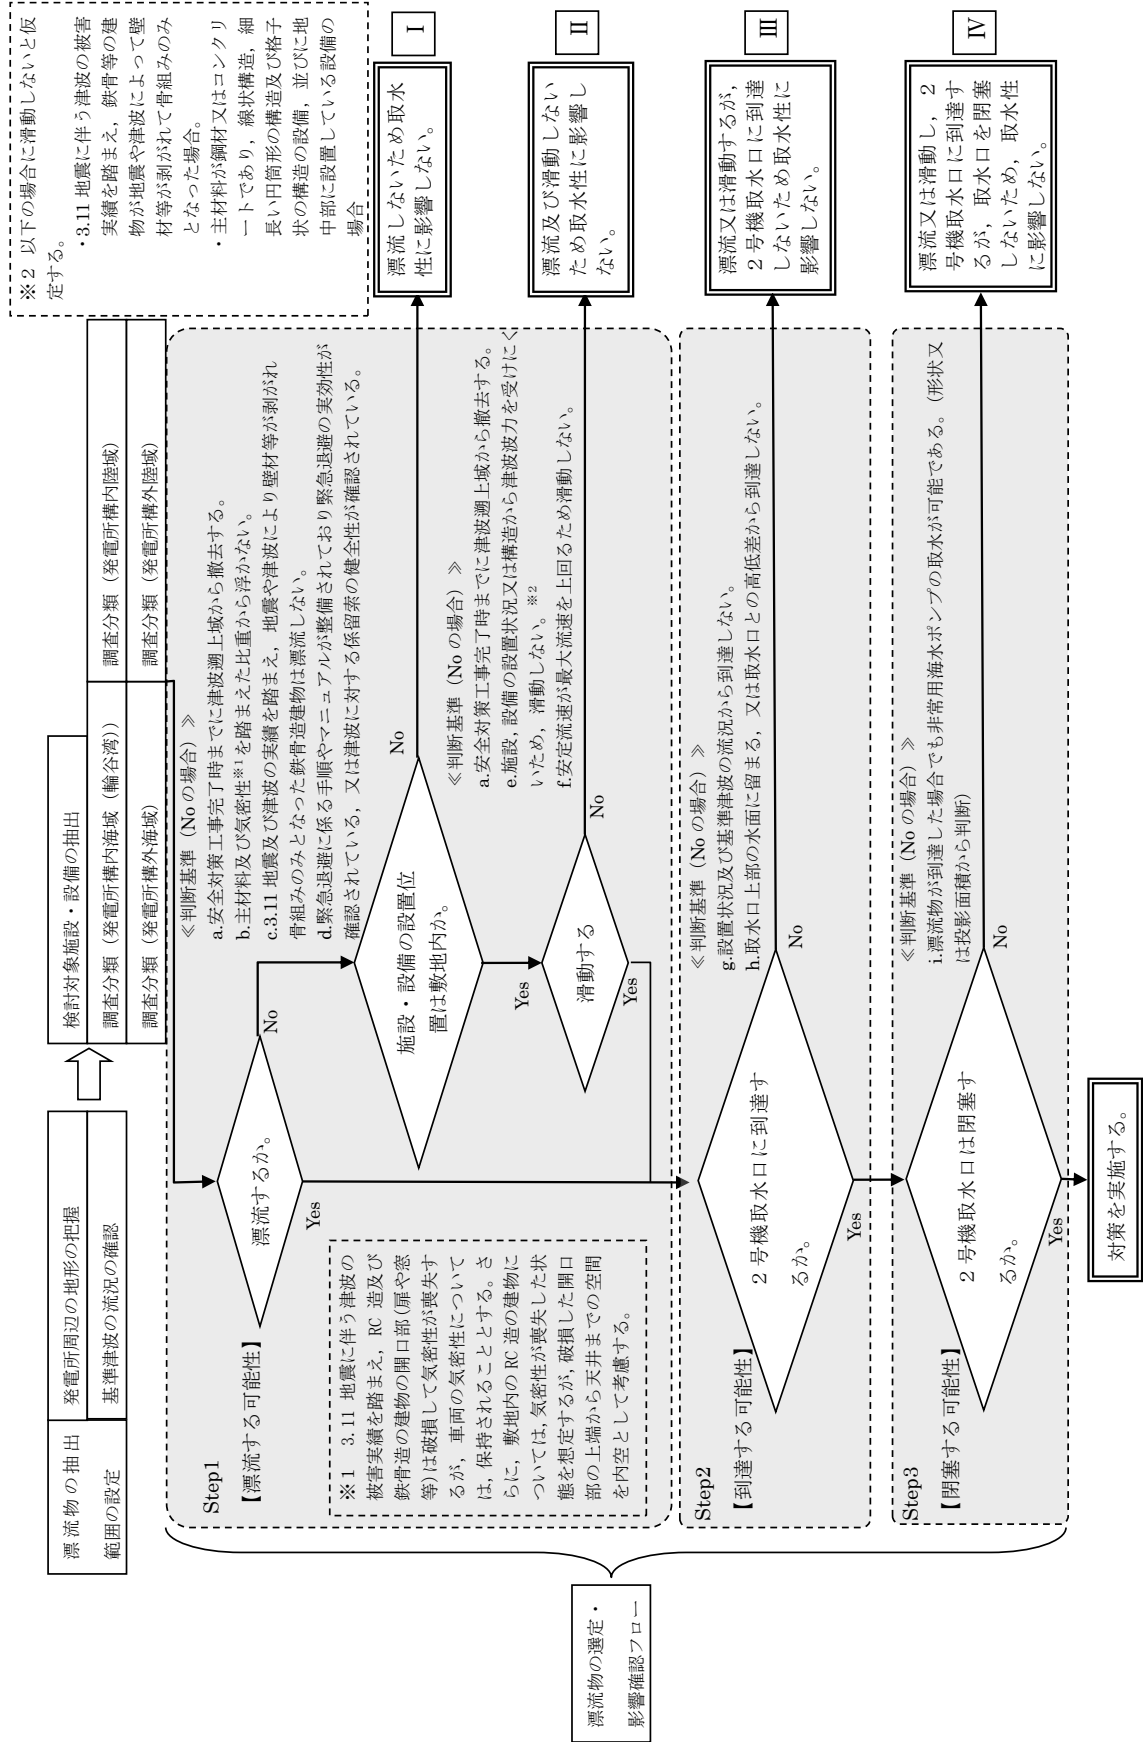 漂流物の抽出
範囲の設定
発電所周辺の地形の把握
基準津波の流況の確認
検討対象施設・設備の抽出
調査分類（発電所構内海域（輪谷湾））
調査分類（発電所構内陸域）
調査分類（発電所構外海域）
調査分類（発電所構外陸域）
※2 以下の場合に滑動しないと仮
定する。
・3.11 地震に伴う津波の被害
実績を踏まえ，鉄骨等の建
物が地震や津波によって壁
材等が剥がれて骨組みのみ
となった場合。
・主材料が鋼材又はコンクリ
ートであり，線状構造，細
長い円筒形の構造及び格子
状の構造の設備，並びに地
中部に設置している設備の
場合
漂流物の選定・
影響確認フロー
Step1
【漂流する可能性】
漂流するか。
Yes
No
≪判断基準（No の場合）≫
a.安全対策工事完了時までに津波遡上域から撤去する。
b.主材料及び気密性※1 を踏まえた比重から浮かない。
c.3.11 地震及び津波の実績を踏まえ，地震や津波により壁材等が剥がれ
骨組みのみとなった鉄骨造建物は漂流しない。
d.緊急退避に係る手順やマニュアルが整備されており緊急退避の実効性が
確認されている，又は津波に対する係留索の健全性が確認されている。
※1 3.11 地震に伴う津波の
被害実績を踏まえ，RC 造及び
鉄骨造の建物の開口部(扉や窓
等)は破損して気密性が喪失す
るが，車両の気密性について
は，保持されることとする。さ
らに，敷地内の RC 造の建物に
ついては，気密性が喪失した状
態を想定するが，破損した開口
部の上端から天井までの空間
を内空として考慮する。
施設・設備の設置位
置は敷地内か。
Yes
No
漂流しないため取水
性に影響しない。
Ⅰ
≪判断基準（No の場合）≫
a.安全対策工事完了時までに津波遡上域から撤去する。
e.施設，設備の設置状況又は構造から津波波力を受けにく
いため，滑動しない。※2
f.安定流速が最大流速を上回るため滑動しない。
滑動する
Yes
No
漂流及び滑動しない
ため取水性に影響し
ない。
Ⅱ
Step2
【到達する可能性】
2 号機取水口に到達す
るか。
Yes
No
≪判断基準（No の場合）≫
g.設置状況及び基準津波の流況から到達しない。
h.取水口上部の水面に留まる，又は取水口との高低差から到達しない。
漂流又は滑動するが，
2 号機取水口に到達
しないため取水性に
影響しない。
Ⅲ
Step3
【閉塞する可能性】
2 号機取水口は閉塞す
るか。
Yes
No
≪判断基準（No の場合）≫
i.漂流物が到達した場合でも非常用海水ポンプの取水が可能である。（形状又
は投影面積から判断）
漂流又は滑動し，2
号機取水口に到達す
るが，取水口を閉塞
しないため，取水性
に影響しない。
Ⅳ
対策を実施する。